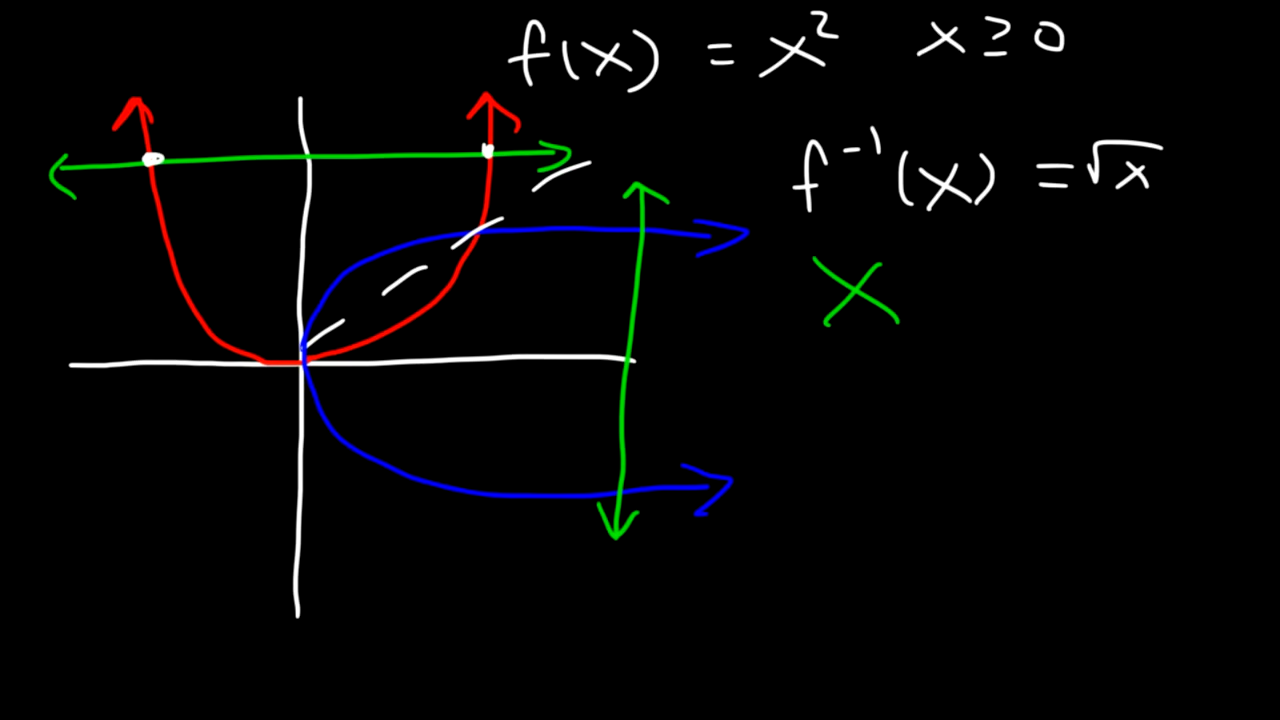 f(x) = x² x ≥ 0
f⁻¹(x) = √x